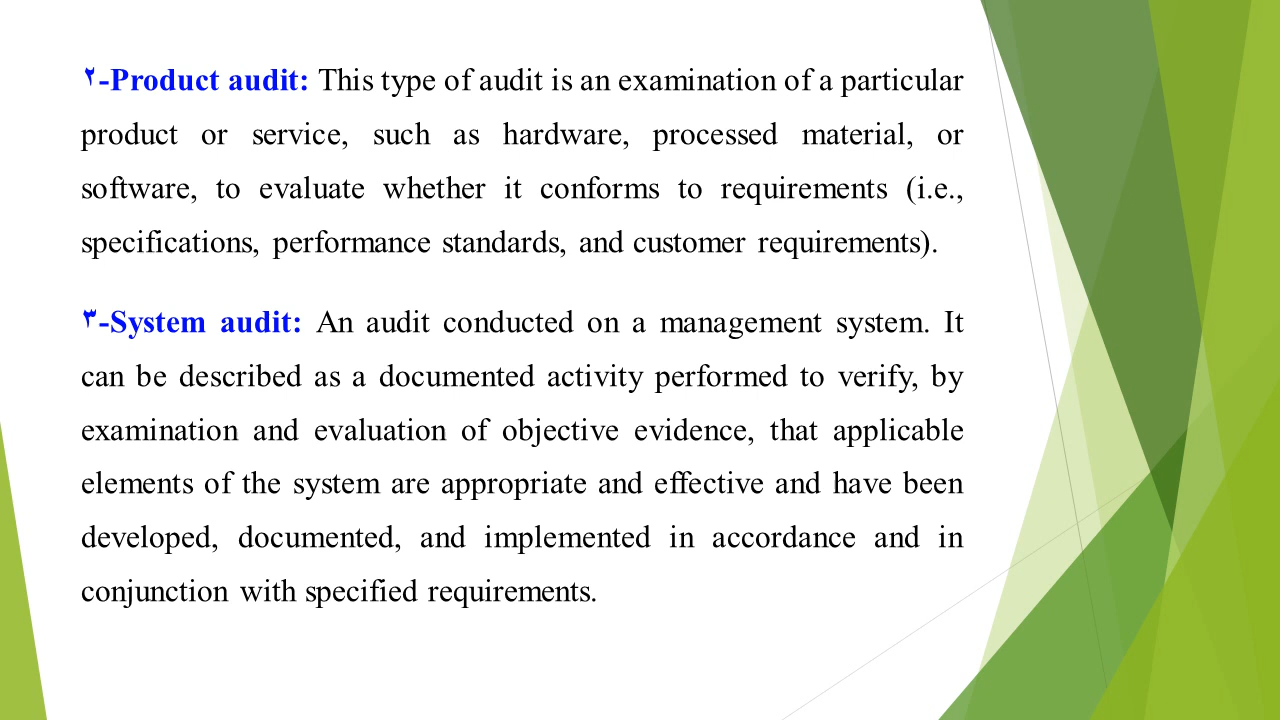 ٢-Product audit: This type of audit is an examination of a particular
product or service, such as hardware, processed material, or
software, to evaluate whether it conforms to requirements (i.e.,
specifications, performance standards, and customer requirements).
٣-System audit: An audit conducted on a management system. It
can be described as a documented activity performed to verify, by
examination and evaluation of objective evidence, that applicable
elements of the system are appropriate and effective and have been
developed, documented, and implemented in accordance and in
conjunction with specified requirements.